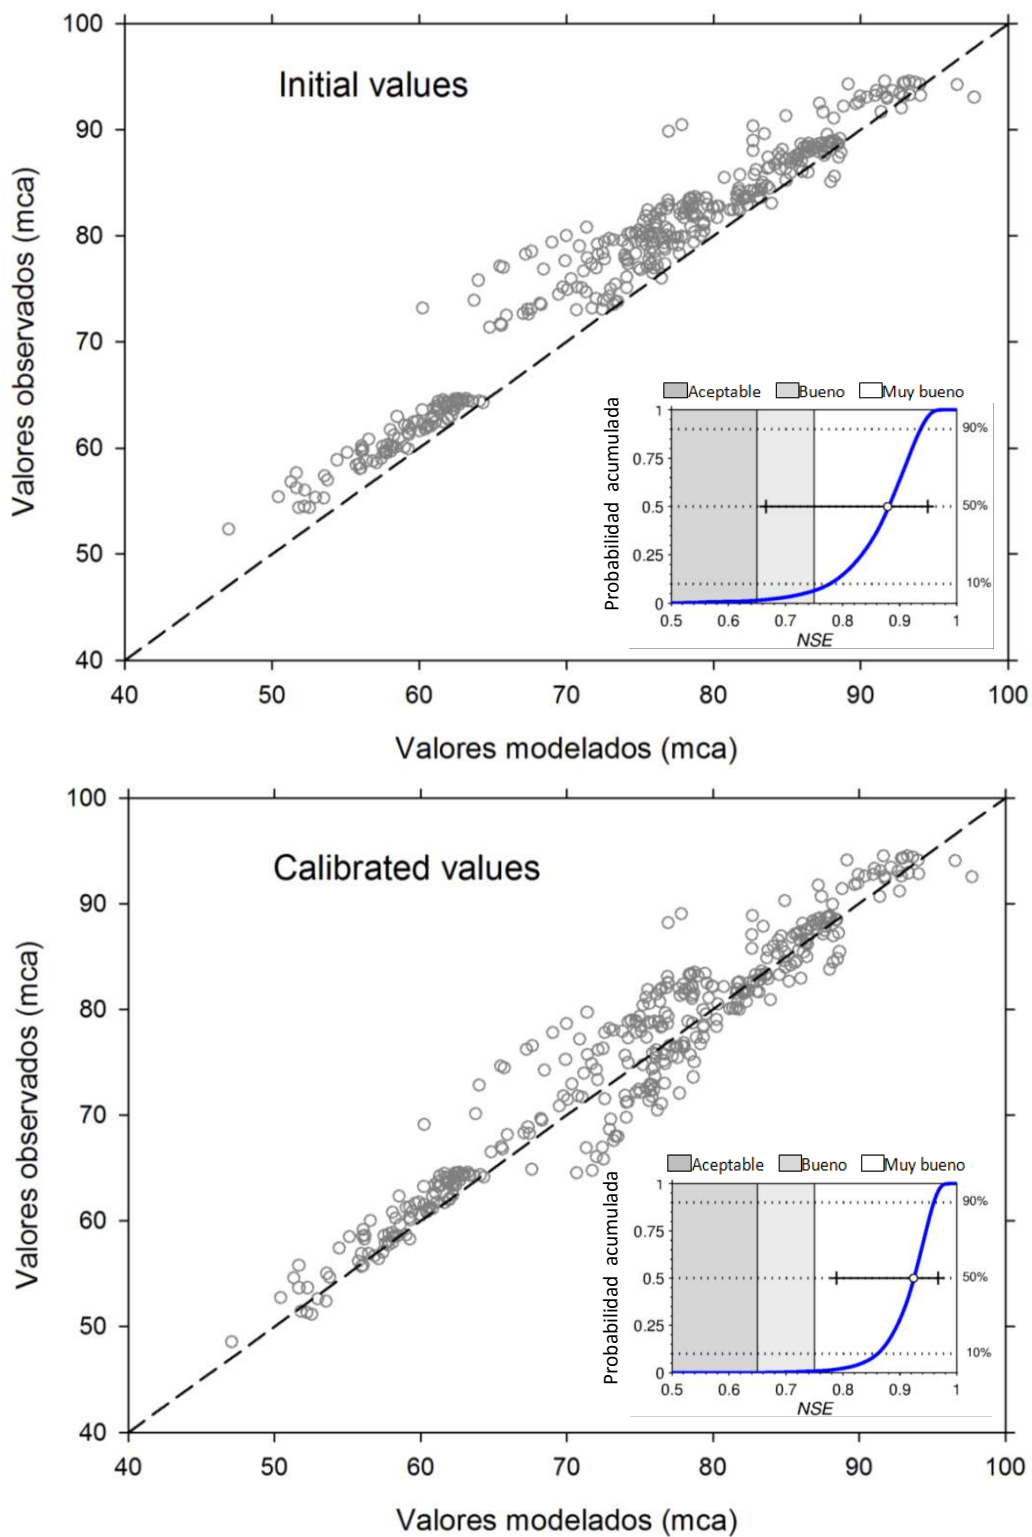 100
90
80
70
60
50
40
Valores observados (mca)
Initial values
Aceptable Bueno Muy bueno
Probabilidad acumulada
1
0.75
0.5
0.25
0
90%
50%
10%
0.5 0.6 0.7 0.8 0.9 1
NSE
40 50 60 70 80 90 100
Valores modelados (mca)
100
90
80
70
60
50
40
Valores observados (mca)
Calibrated values
Aceptable Bueno Muy bueno
Probabilidad acumulada
1
0.75
0.5
0.25
0
90%
50%
10%
0.5 0.6 0.7 0.8 0.9 1
NSE
40 50 60 70 80 90 100
Valores modelados (mca)